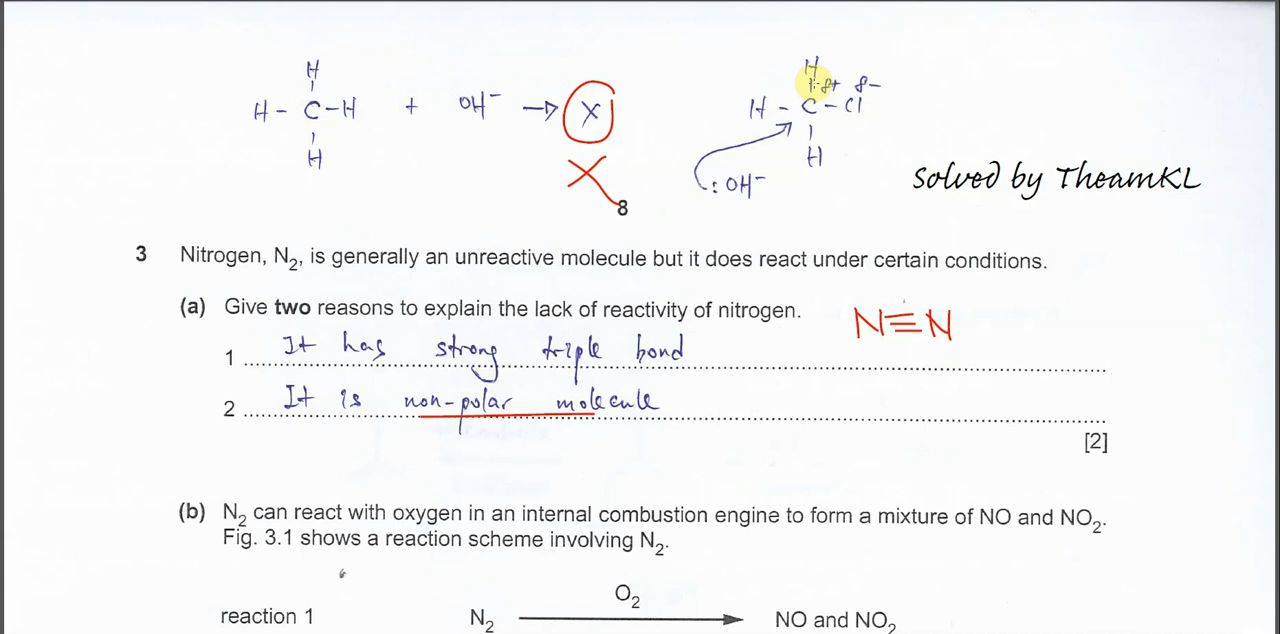 H
H - C - H + OH⁻ → X
H
X
H
δ+ δ-
H - C - Cl
H
:OH⁻
Solved by TheamKL
8
3 Nitrogen, N₂, is generally an unreactive molecule but it does react under certain conditions.
(a) Give two reasons to explain the lack of reactivity of nitrogen.
N≡N
1 It has strong triple bond
2 It is non-polar molecule
[2]
(b) N₂ can react with oxygen in an internal combustion engine to form a mixture of NO and NO₂.
Fig. 3.1 shows a reaction scheme involving N₂.
O₂
reaction 1 N₂ → NO and NO₂